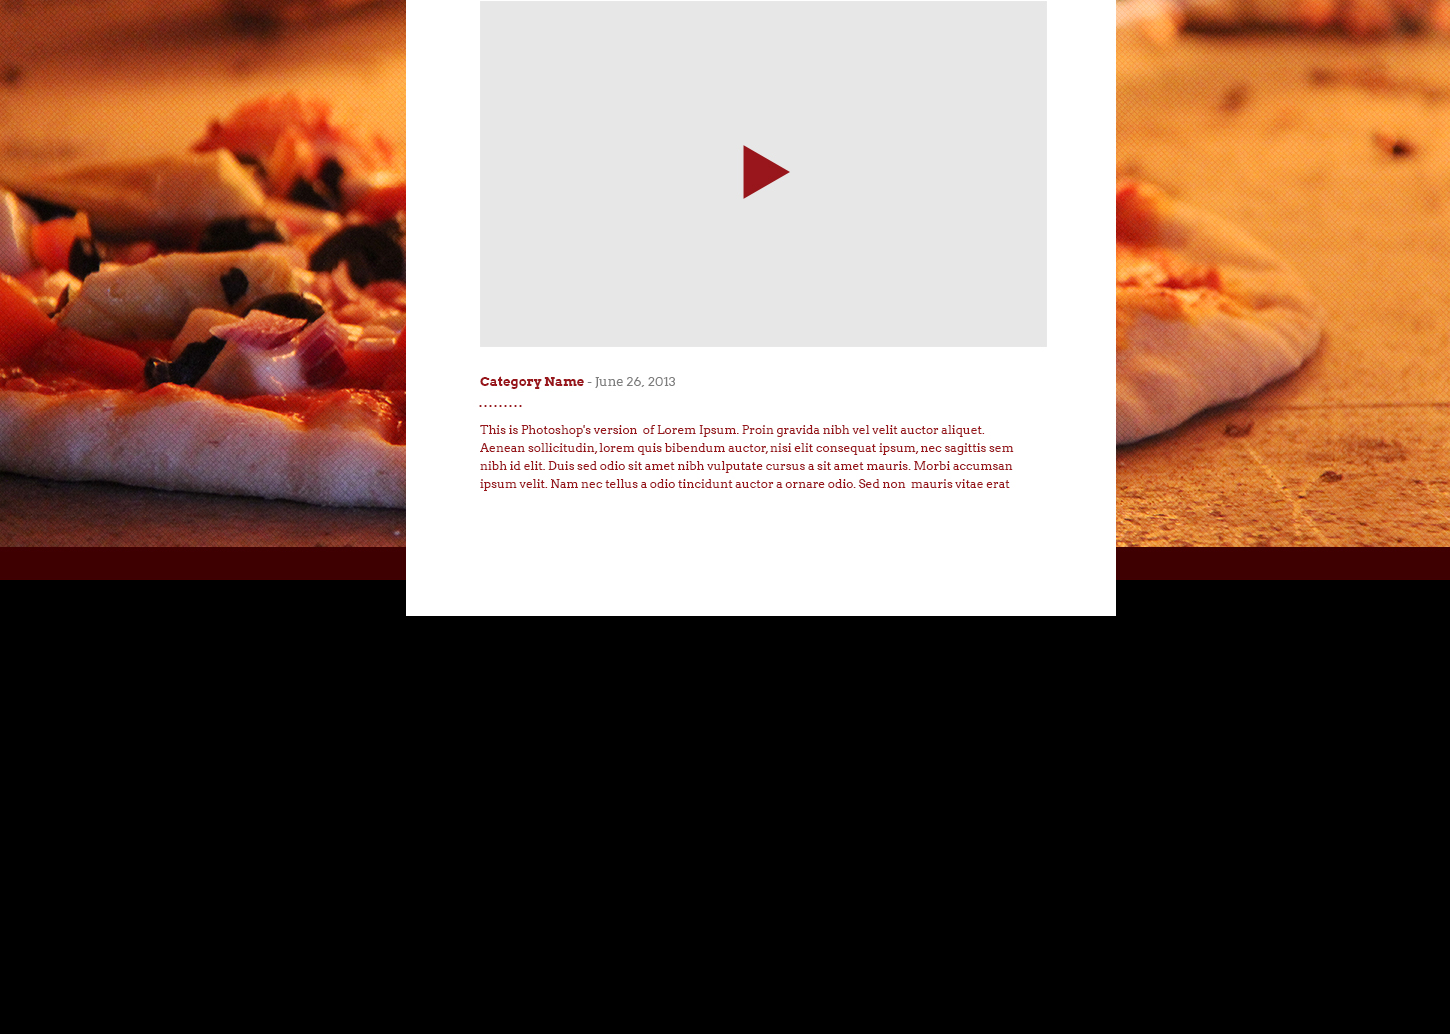 Category Name - June 26, 2013
This is Photoshop's version  of Lorem Ipsum. Proin gravida nibh vel velit auctor aliquet.
Aenean sollicitudin, lorem quis bibendum auctor, nisi elit consequat ipsum, nec sagittis sem
nibh id elit. Duis sed odio sit amet nibh vulputate cursus a sit amet mauris. Morbi accumsan
ipsum velit. Nam nec tellus a odio tincidunt auctor a ornare odio. Sed non  mauris vitae erat